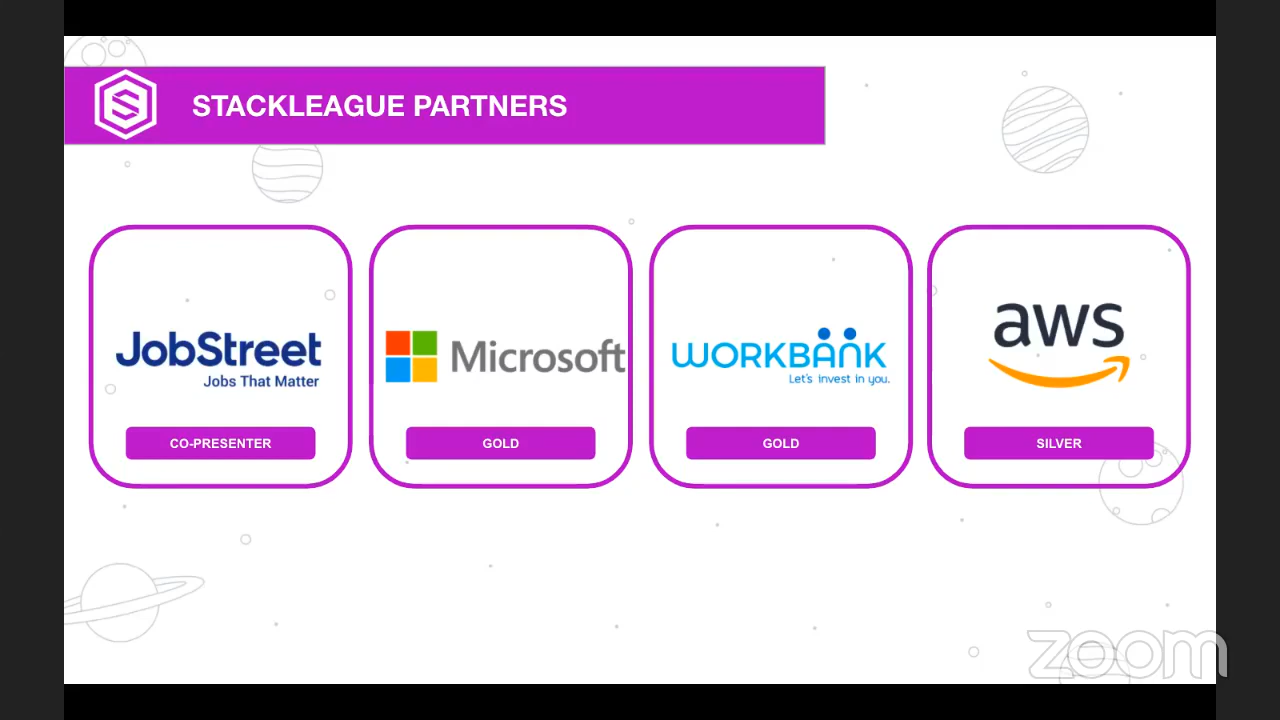 STACKLEAGUE PARTNERS
JobStreet
Jobs That Matter
CO-PRESENTER
Microsoft
GOLD
WORKBANK
Let's invest in you.
GOLD
aws
SILVER
zoom